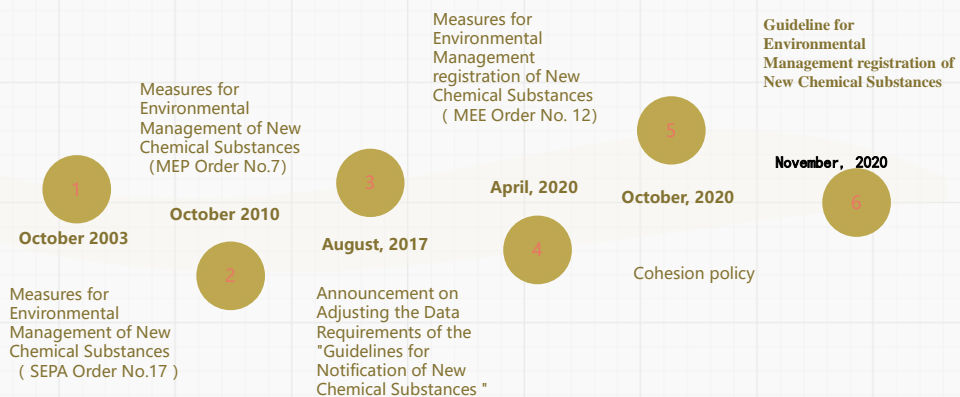 1
October 2003
Measures for
Environmental
Management of New
Chemical Substances
( SEPA Order No.17 )
Measures for
Environmental
Management of New
Chemical Substances
(MEP Order No.7)
October 2010
2
3
August, 2017
Announcement on
Adjusting the Data
Requirements of the
"Guidelines for
Notification of New
Chemical Substances "
Measures for
Environmental
Management
registration of New
Chemical Substances
( MEE Order No. 12)
April, 2020
4
5
October, 2020
Cohesion policy
Guideline for
Environmental
Management registration of
New Chemical Substances
November, 2020
6